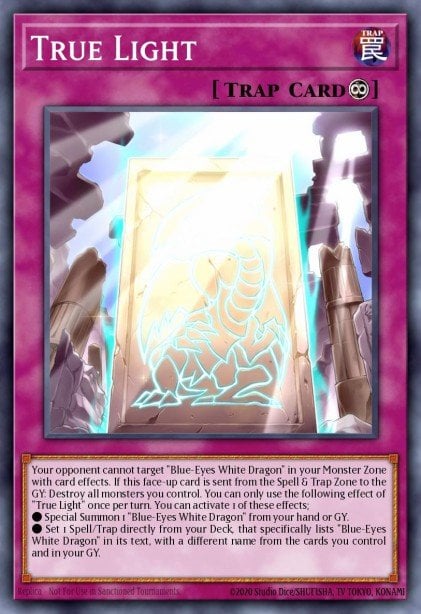 True Light
TRAP
罠
[Trap Card]
Your opponent cannot target "Blue-Eyes White Dragon" in your Monster Zone
with card effects. If this face-up card is sent from the Spell & Trap Zone to the
GY: Destroy all monsters you control. You can only use the following effect of
"True Light" once per turn. You can activate 1 of these effects;
● Special Summon 1 "Blue-Eyes White Dragon" from your hand or GY.
● Set 1 Spell/Trap directly from your Deck, that specifically lists "Blue-Eyes
White Dragon" in its text, with a different name from the cards you control
and in your GY.
Replica - Not For Use in Sanctioned Tournaments
©2020 Studio Dice/SHUEISHA, TV TOKYO, KONAMI